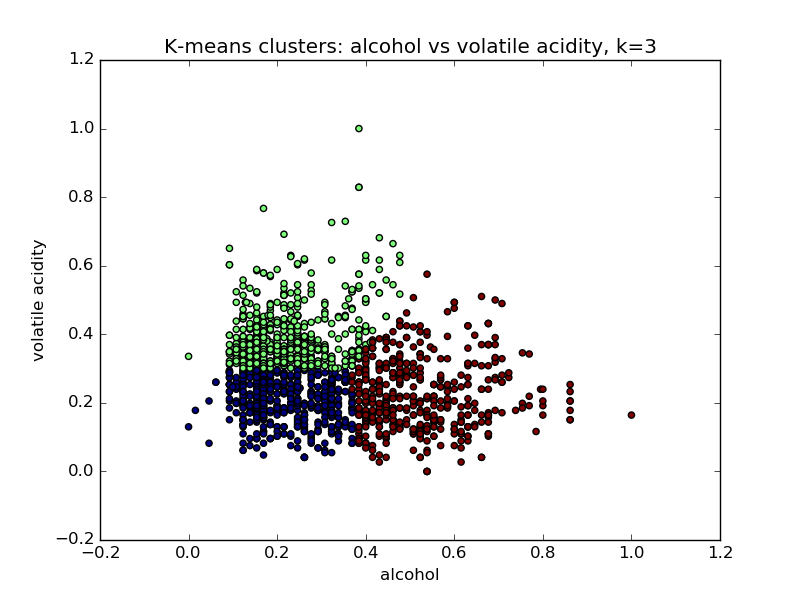 K-means clusters: alcohol vs volatile acidity, k=3
1.2
1.0
0.8
0.6
0.4
0.2
0.0
−0.2
volatile acidity
−0.2 0.0 0.2 0.4 0.6 0.8 1.0 1.2
alcohol